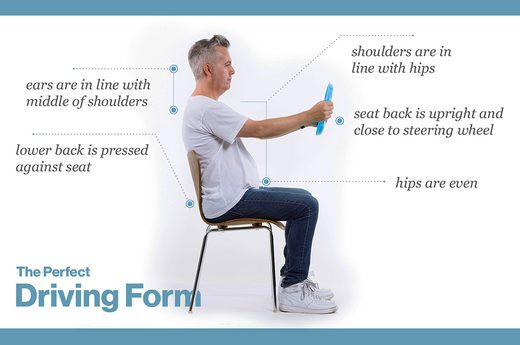 shoulders are in
line with hips
ears are in line with
middle of shoulders
seat back is upright and
close to steering wheel
lower back is pressed
against seat
hips are even
The Perfect
Driving Form